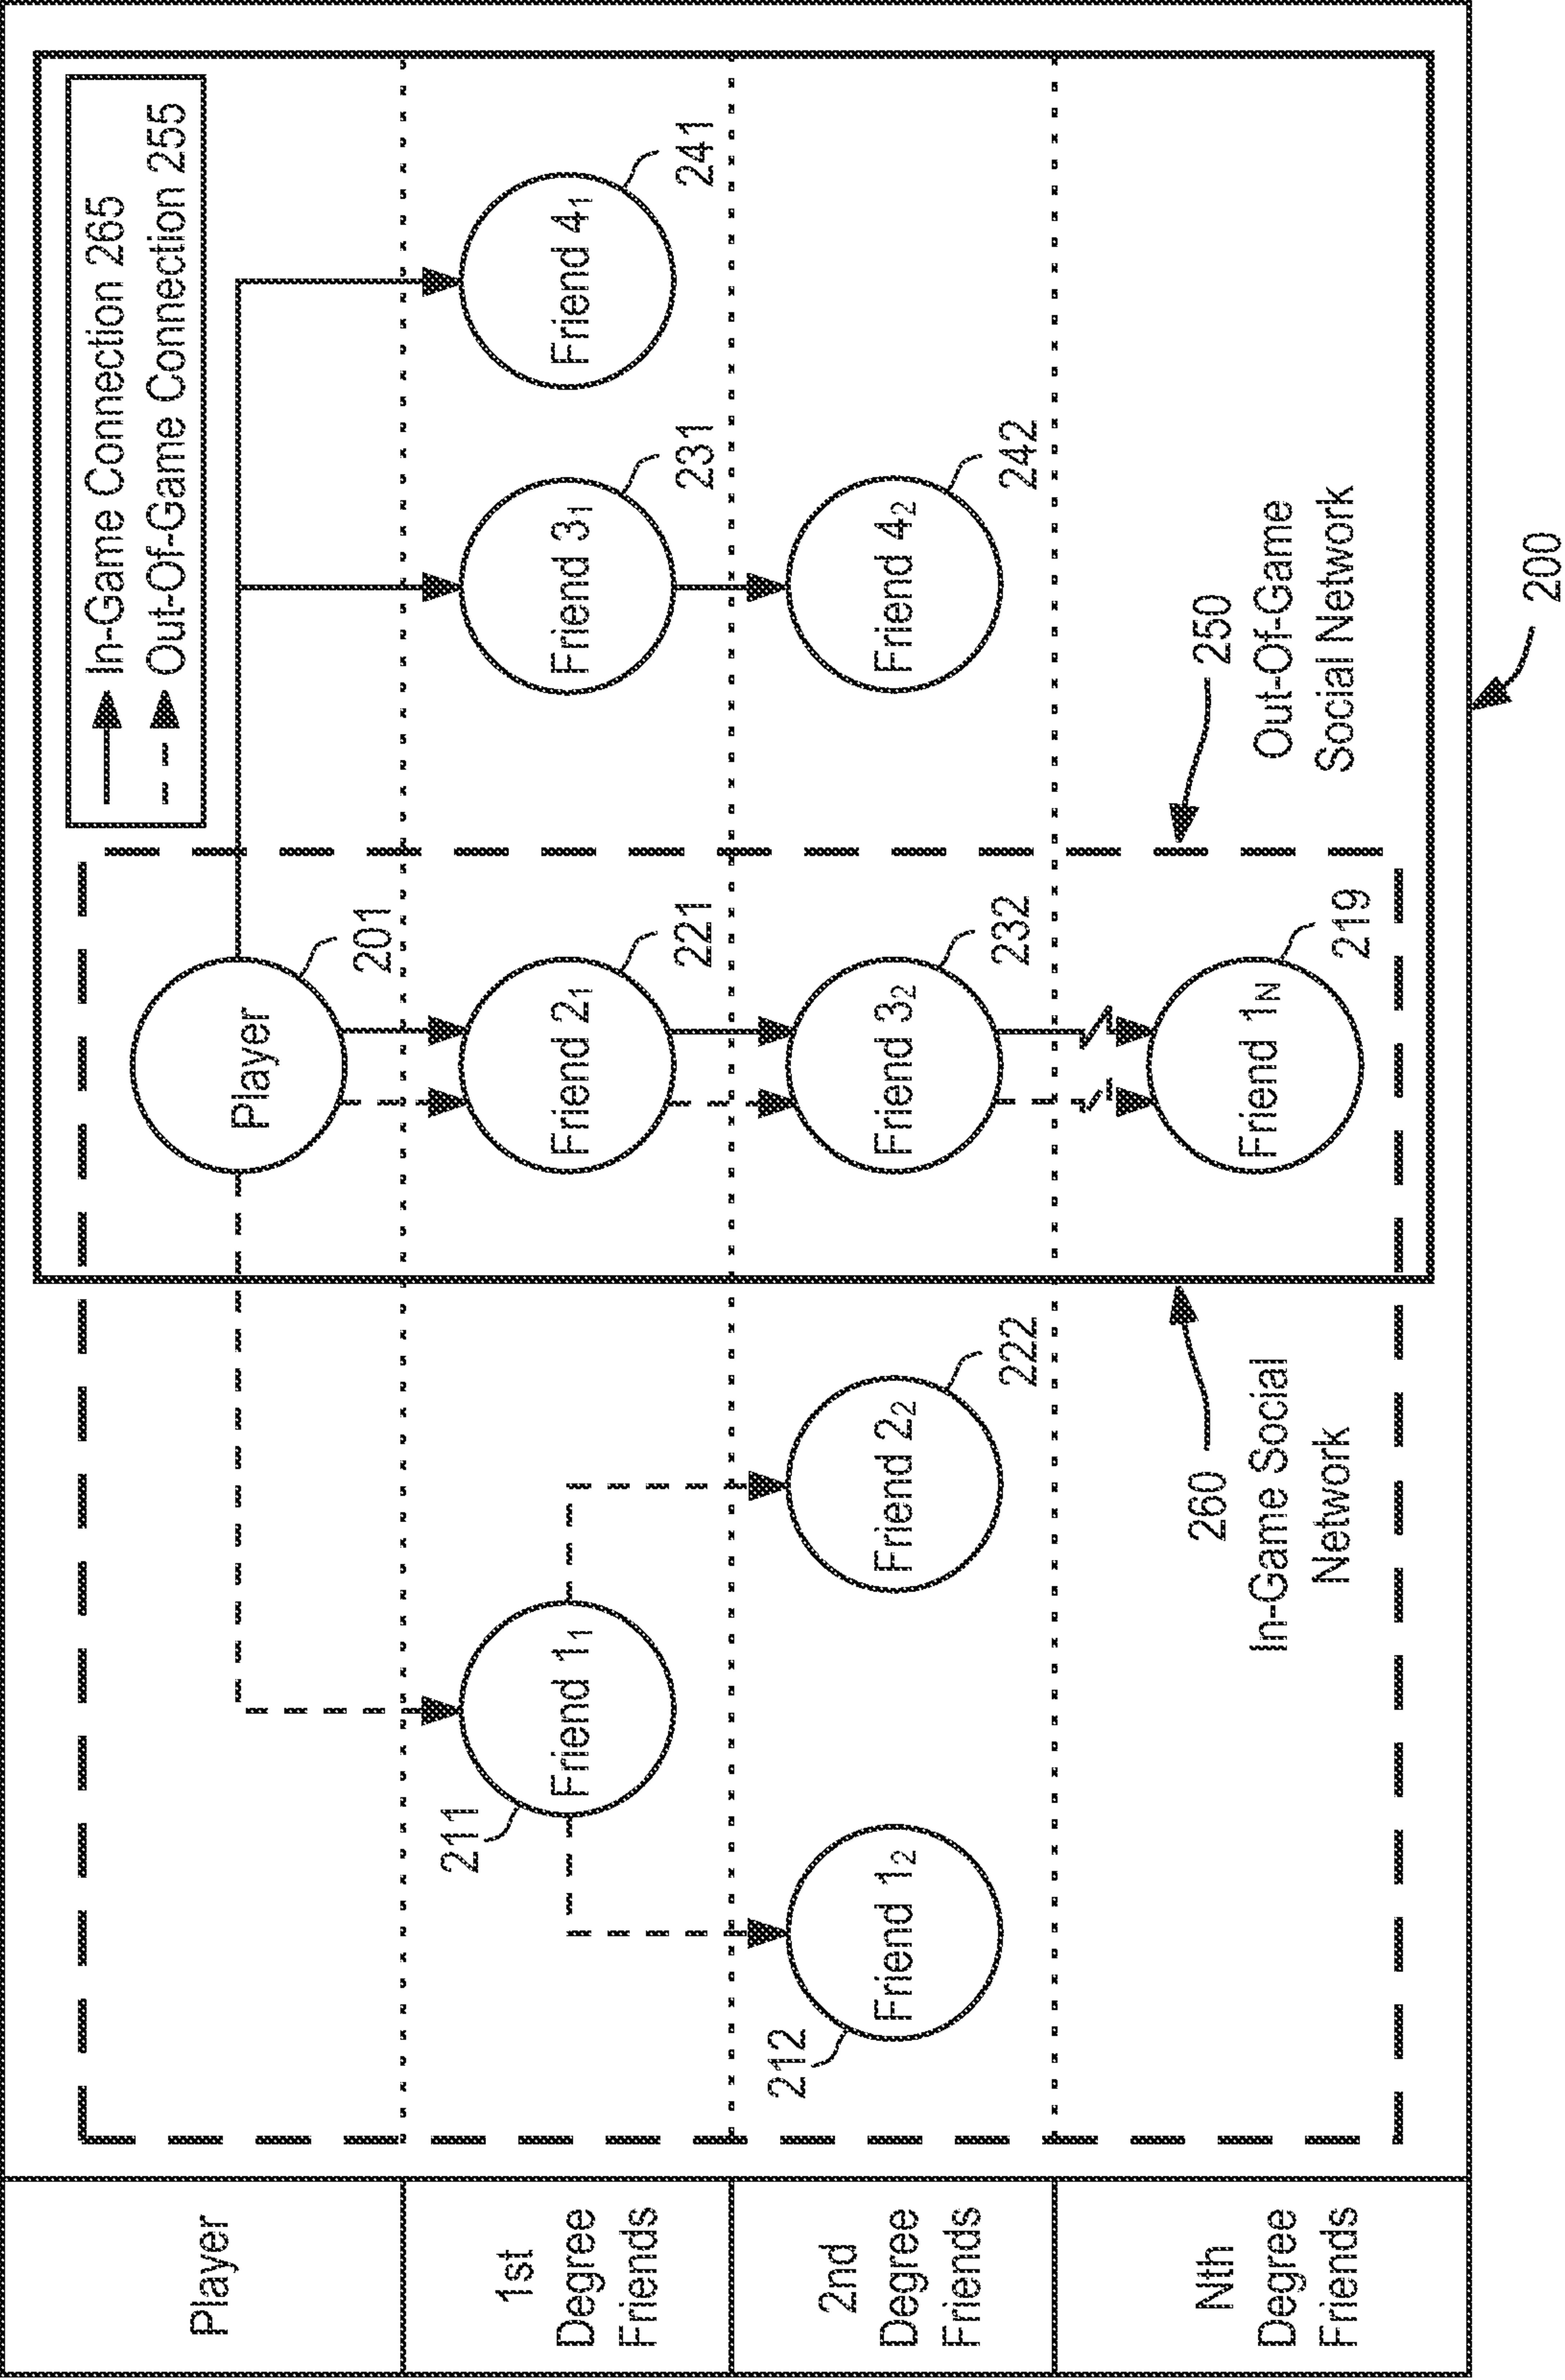 Player
1st
Degree
Friends
2nd
Degree
Friends
Nth
Degree
Friends
In-Game Connection 265
Out-Of-Game Connection 255
Player
201
Friend 1₁
211
Friend 2₁
221
Friend 3₁
231
Friend 4₁
241
Friend 1₂
212
Friend 2₂
222
Friend 3₂
232
Friend 4₂
242
Friend 1N
219
260
In-Game Social
Network
250
Out-Of-Game
Social Network
200